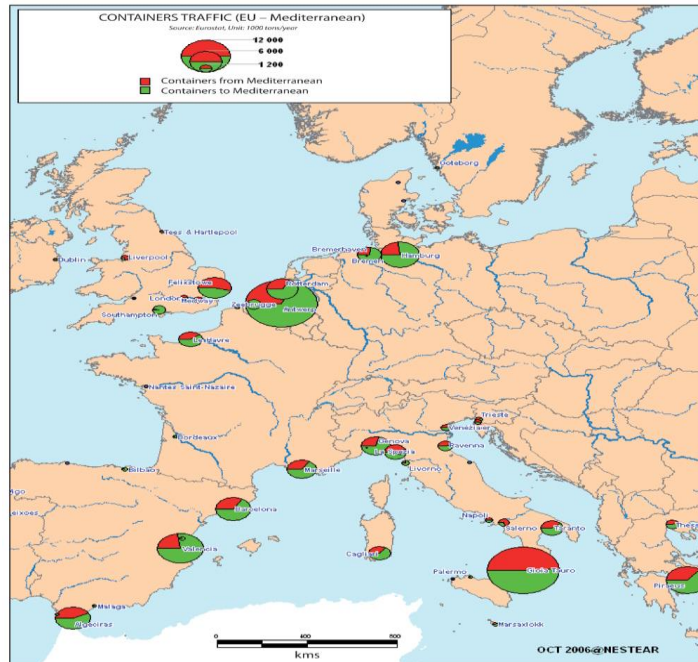 CONTAINERS TRAFFIC (EU – Mediterranean)
Source: Eurostat, Unit: 1000 tons/year
12 000
6 000
1 200
Containers from Mediterranean
Containers to Mediterranean
Goteborg
Tees & Hartlepool
Dublin
Liverpool
Bremerhaven
Bremen
Hamburg
Felixstowe
London
Medway
Rotterdam
Zeebrugge
Antwerp
Southampton
Le Havre
Nantes Saint-Nazaire
Bordeaux
Trieste
Venezia
Genova
La Spezia
Ravenna
Livorno
Marseille
Bilbao
Barcelona
Valencia
Napoli
Salerno
Taranto
Cagliari
Gioia Tauro
Palermo
Thess
Piraeus
Malaga
Algeciras
Marsaxlokk
0
400
800
kms
OCT 2006@NESTEAR